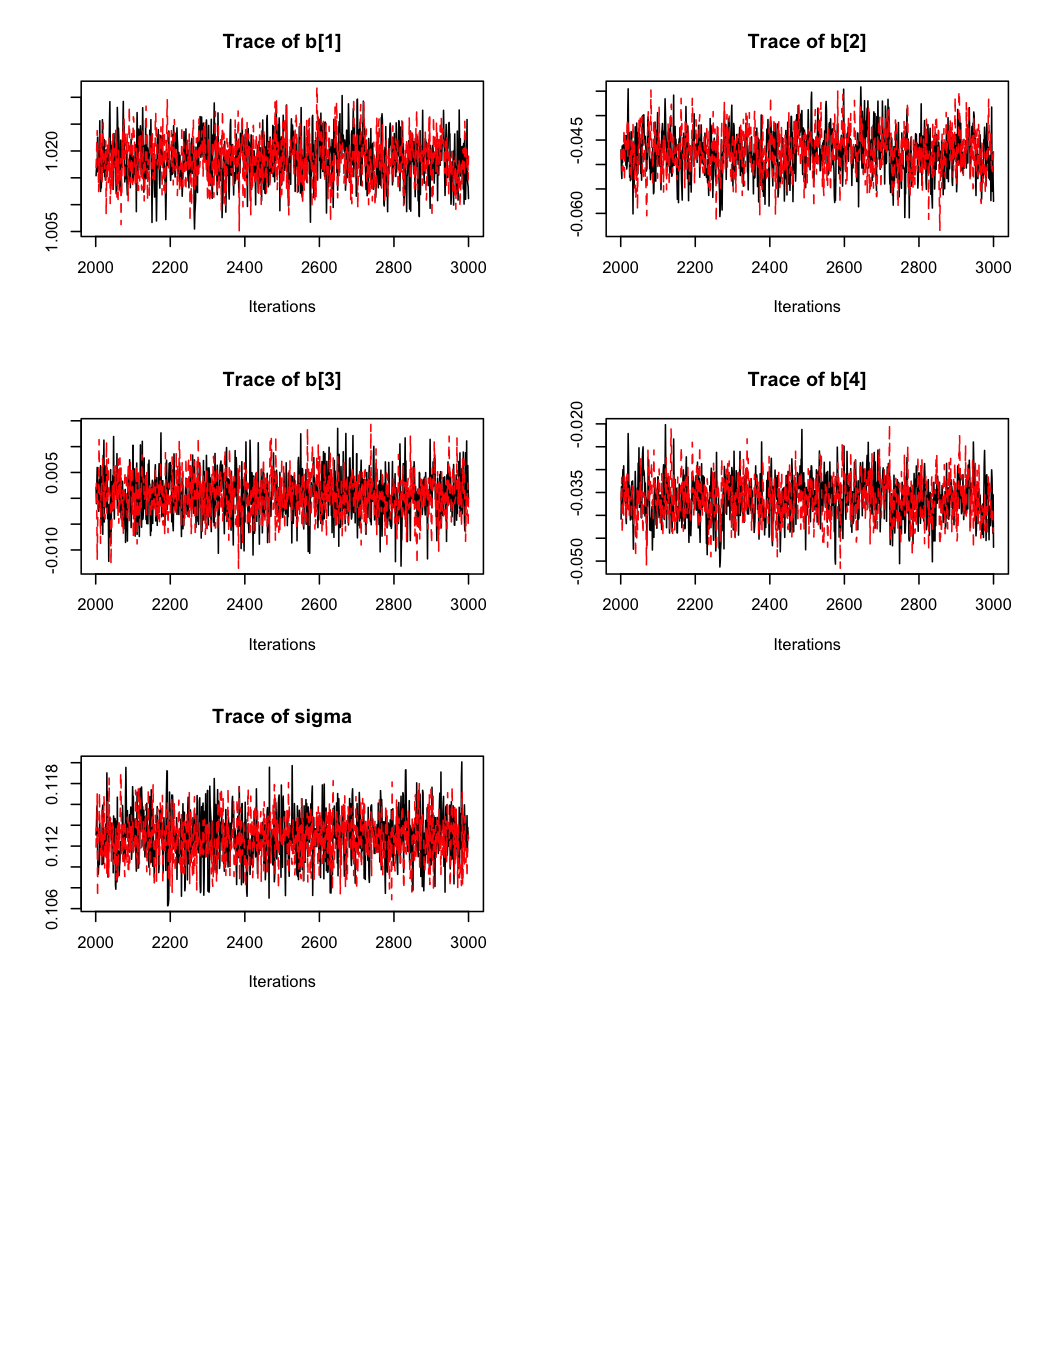 Trace of b[1]
1.005 1.020
2000 2200 2400 2600 2800 3000
Iterations
Trace of b[2]
-0.060 -0.045
2000 2200 2400 2600 2800 3000
Iterations
Trace of b[3]
-0.010 0.005
2000 2200 2400 2600 2800 3000
Iterations
Trace of b[4]
-0.050 -0.035 -0.020
2000 2200 2400 2600 2800 3000
Iterations
Trace of sigma
0.106 0.112 0.118
2000 2200 2400 2600 2800 3000
Iterations